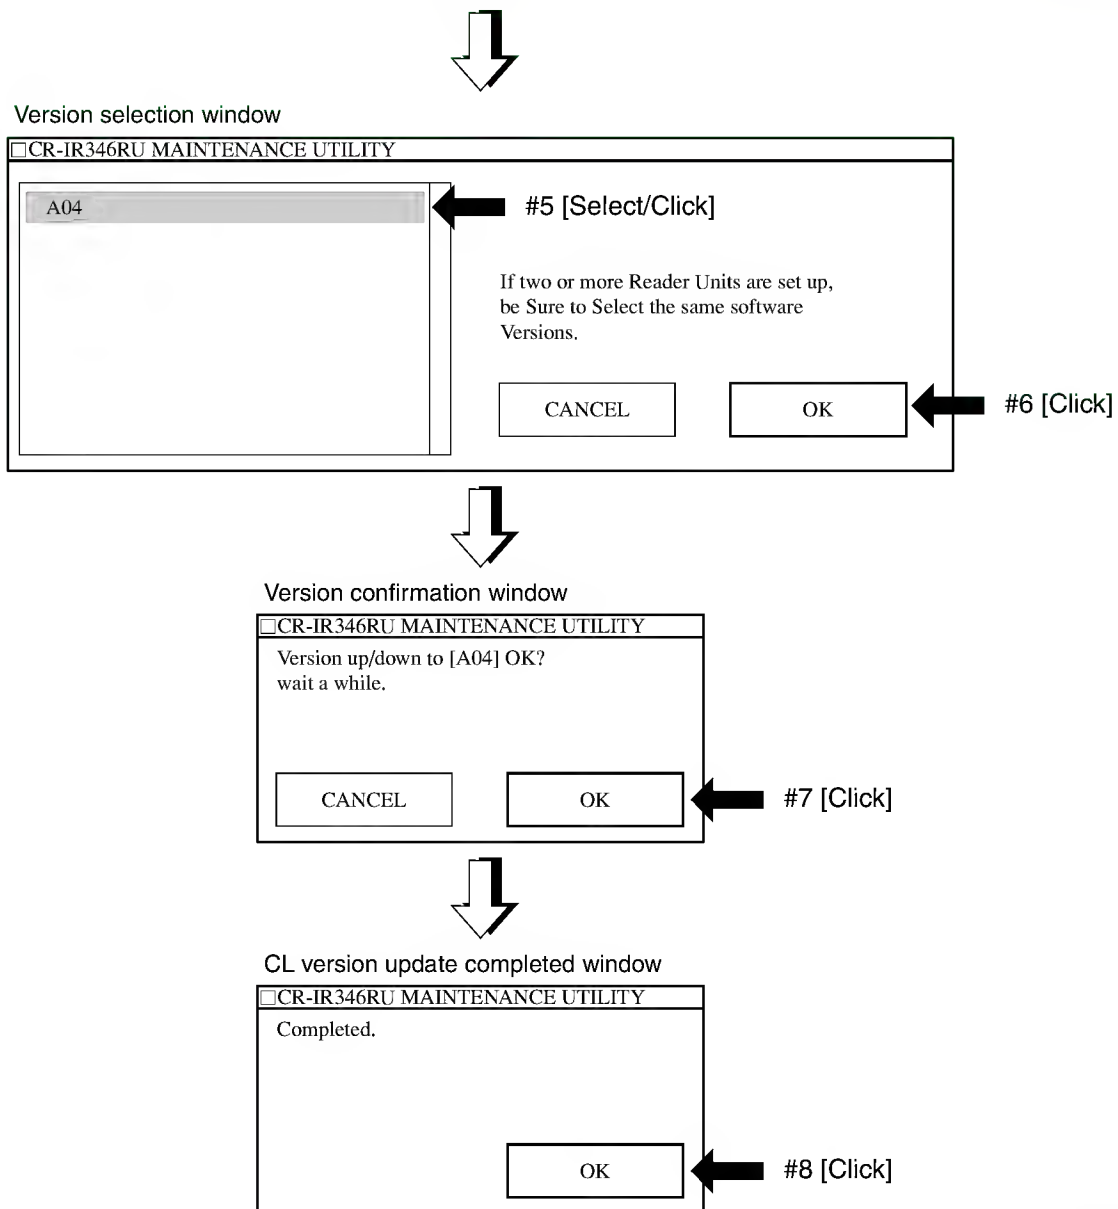 Version selection window
□CR-IR346RU MAINTENANCE UTILITY
A04
#5 [Select/Click]
If two or more Reader Units are set up,
be Sure to Select the same software
Versions.
CANCEL
OK
#6 [Click]
Version confirmation window
□CR-IR346RU MAINTENANCE UTILITY
Version up/down to [A04] OK?
wait a while.
CANCEL
OK
#7 [Click]
CL version update completed window
□CR-IR346RU MAINTENANCE UTILITY
Completed.
OK
#8 [Click]